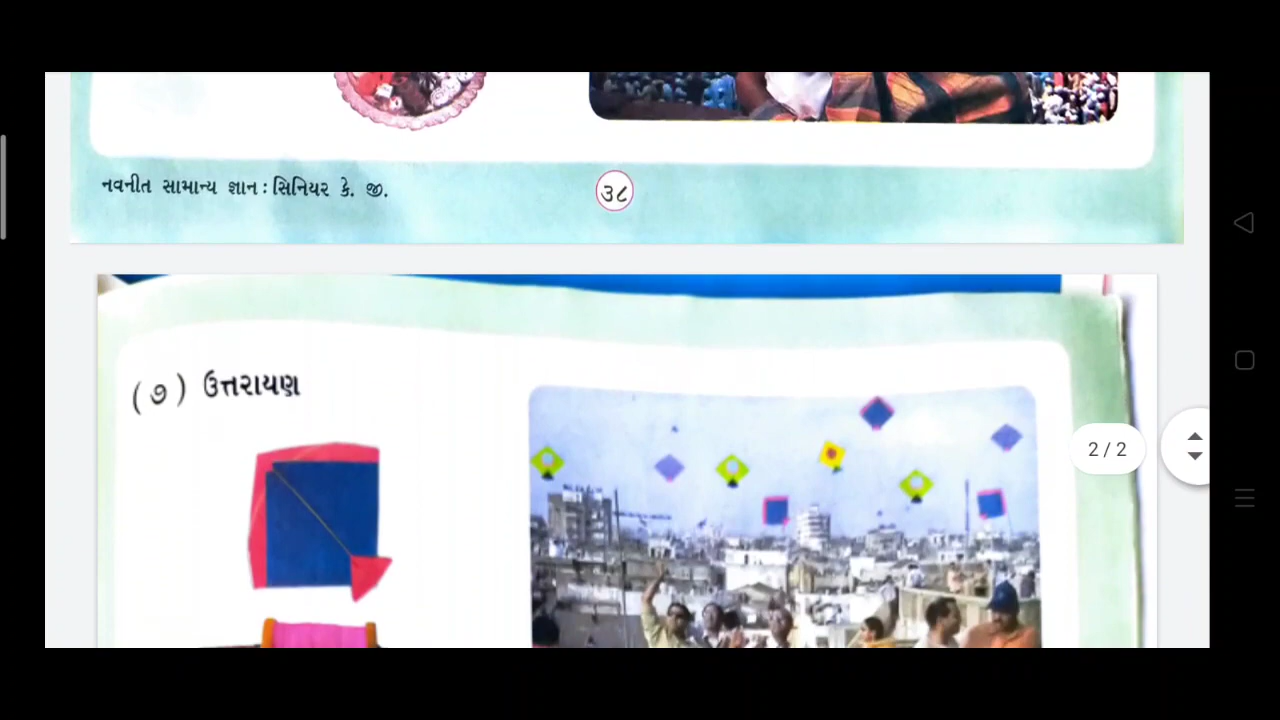 નવનીત સામાન્ય જ્ઞાન : સિનિયર કે. જી.
૩૮
(૭) ઉત્તરાયણ
2 / 2